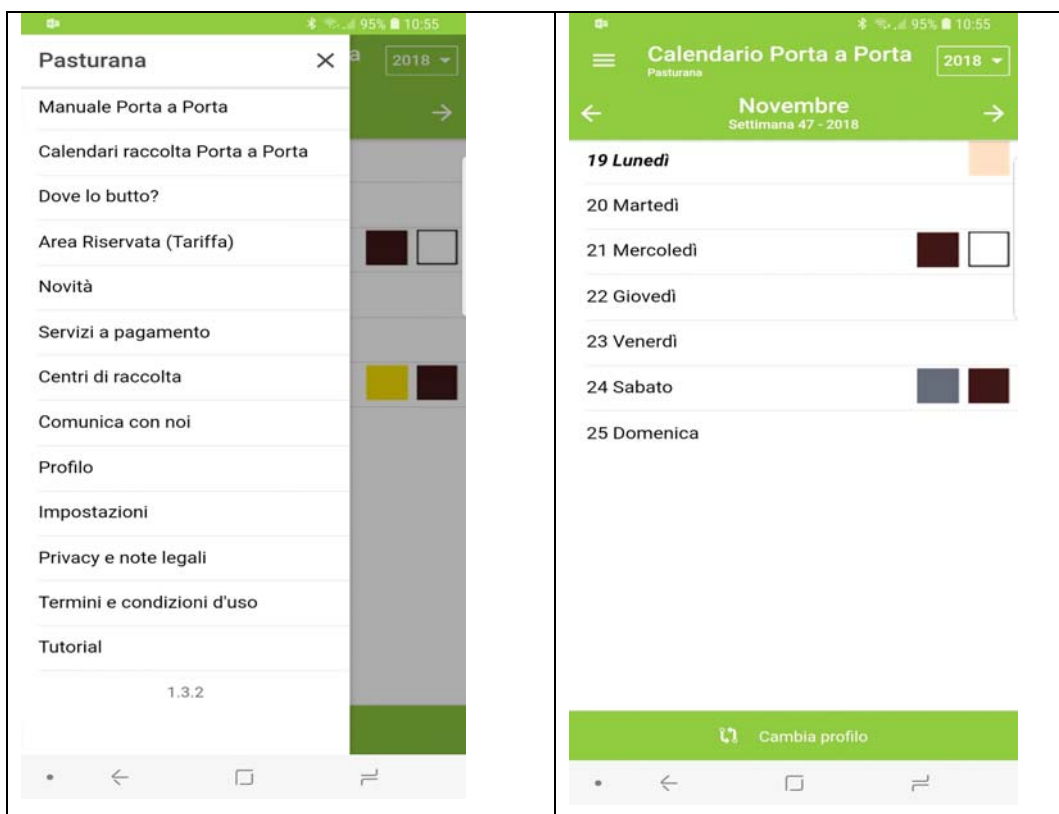 95% 10:55
Pasturana
a
2018
Manuale Porta a Porta
Calendari raccolta Porta a Porta
Dove lo butto?
Area Riservata (Tariffa)
Novità
Servizi a pagamento
Centri di raccolta
Comunica con noi
Profilo
Impostazioni
Privacy e note legali
Termini e condizioni d'uso
Tutorial
1.3.2
95% 10:55
Calendario Porta a Porta
Pasturana
2018
Novembre
Settimana 47 - 2018
19 Lunedì
20 Martedì
21 Mercoledì
22 Giovedì
23 Venerdì
24 Sabato
25 Domenica
Cambia profilo